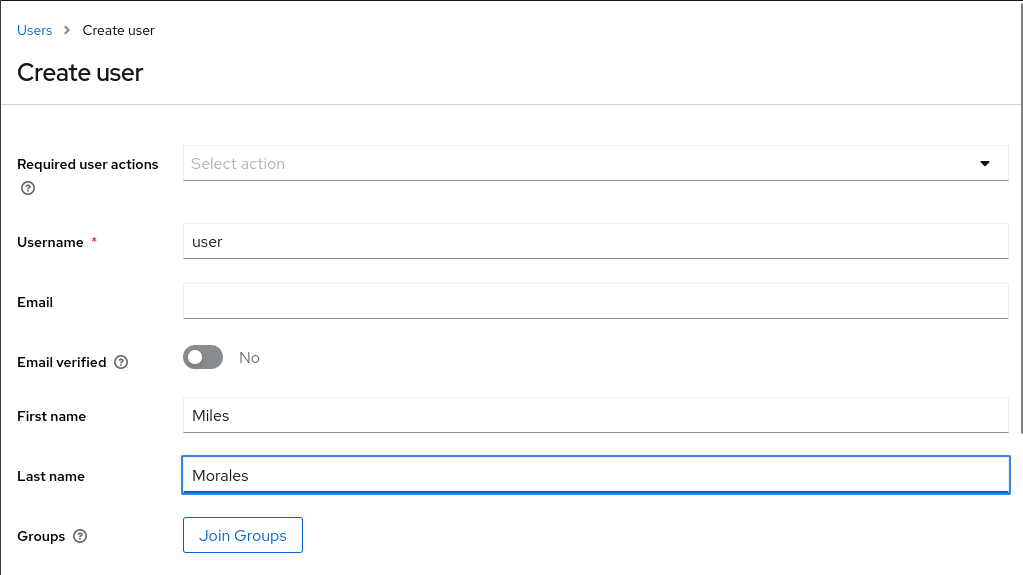 Users > Create user
Create user
Required user actions
Select action
Username *
user
Email
Email verified
No
First name
Miles
Last name
Morales
Groups
Join Groups